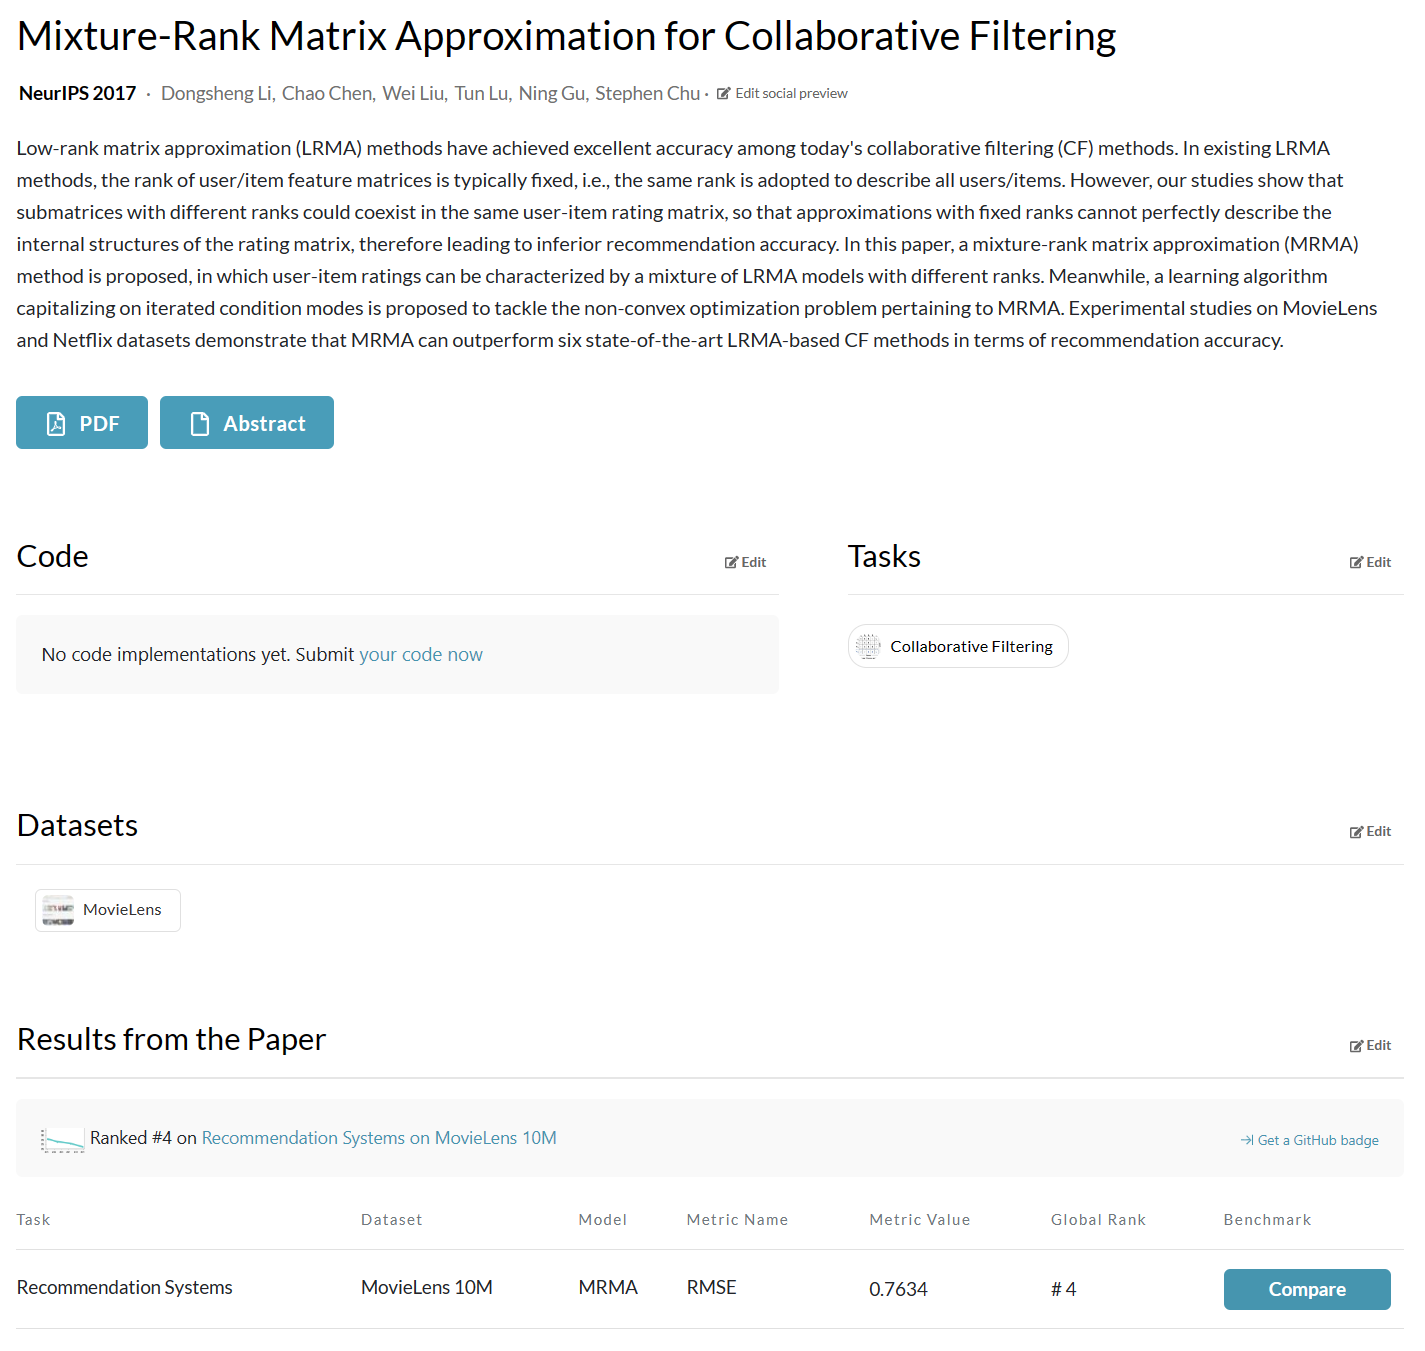 Mixture-Rank Matrix Approximation for Collaborative Filtering
NeurIPS 2017 · Dongsheng Li, Chao Chen, Wei Liu, Tun Lu, Ning Gu, Stephen Chu · Edit social preview
Low-rank matrix approximation (LRMA) methods have achieved excellent accuracy among today's collaborative filtering (CF) methods. In existing LRMA
methods, the rank of user/item feature matrices is typically fixed, i.e., the same rank is adopted to describe all users/items. However, our studies show that
submatrices with different ranks could coexist in the same user-item rating matrix, so that approximations with fixed ranks cannot perfectly describe the
internal structures of the rating matrix, therefore leading to inferior recommendation accuracy. In this paper, a mixture-rank matrix approximation (MRMA)
method is proposed, in which user-item ratings can be characterized by a mixture of LRMA models with different ranks. Meanwhile, a learning algorithm
capitalizing on iterated condition modes is proposed to tackle the non-convex optimization problem pertaining to MRMA. Experimental studies on MovieLens
and Netflix datasets demonstrate that MRMA can outperform six state-of-the-art LRMA-based CF methods in terms of recommendation accuracy.
PDF Abstract
Code Edit
No code implementations yet. Submit your code now
Tasks Edit
Collaborative Filtering
Datasets Edit
MovieLens
Results from the Paper Edit
Ranked #4 on Recommendation Systems on MovieLens 10M Get a GitHub badge
Task Dataset Model Metric Name Metric Value Global Rank Benchmark
Recommendation Systems MovieLens 10M MRMA RMSE 0.7634 # 4 Compare